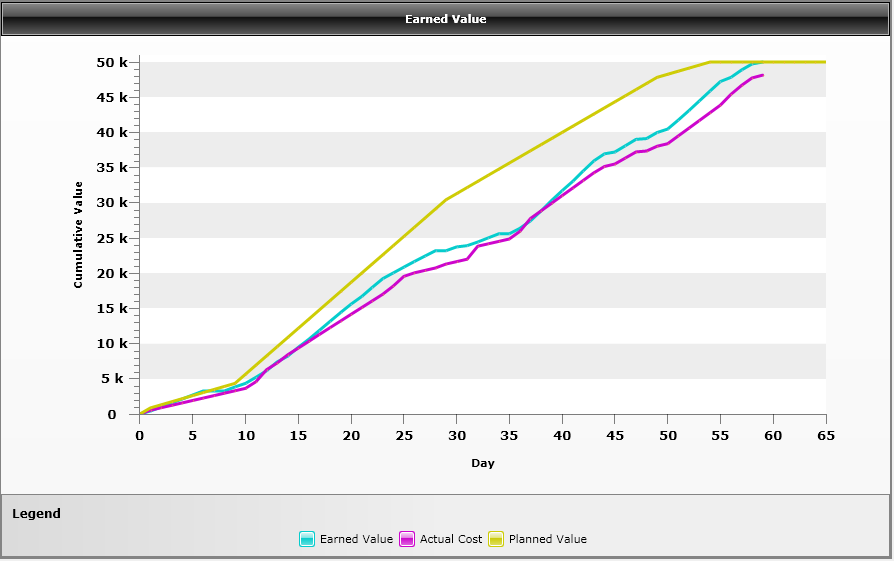 Earned Value
50 k
45 k
40 k
35 k
30 k
25 k
20 k
15 k
10 k
5 k
0
Cumulative Value
0 5 10 15 20 25 30 35 40 45 50 55 60 65
Day
Legend
Earned Value Actual Cost Planned Value